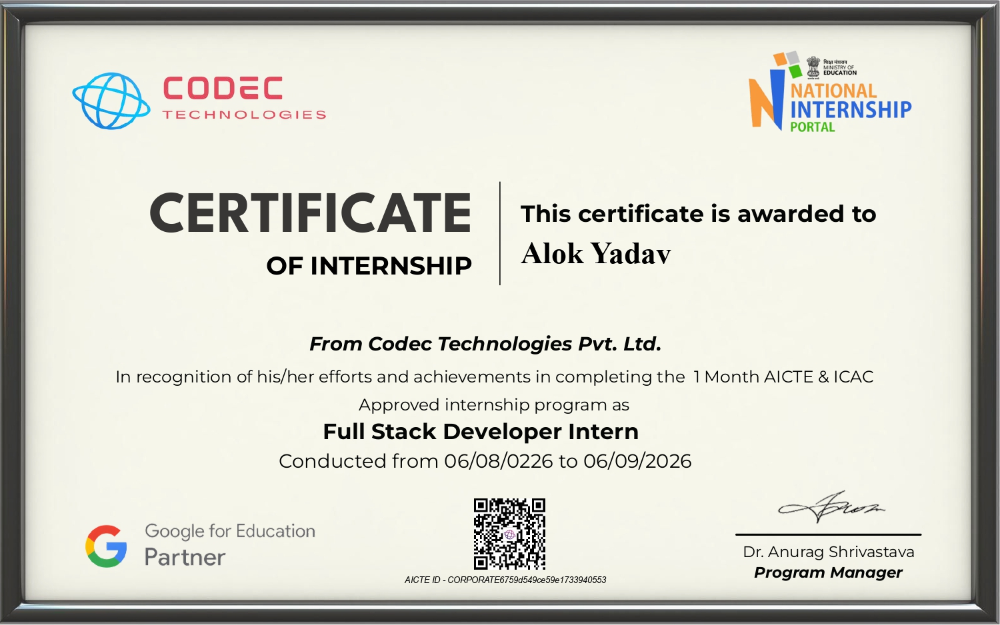 CODEC
TECHNOLOGIES
शिक्षा मंत्रालय
MINISTRY OF
EDUCATION
NATIONAL
INTERNSHIP
PORTAL
CERTIFICATE
OF INTERNSHIP
This certificate is awarded to
Alok Yadav
From Codec Technologies Pvt. Ltd.
In recognition of his/her efforts and achievements in completing the 1 Month AICTE & ICAC
Approved internship program as
Full Stack Developer Intern
Conducted from 06/08/0226 to 06/09/2026
Google for Education
Partner
AICTE ID - CORPORATE6759d549ce59e1733940553
Dr. Anurag Shrivastava
Program Manager